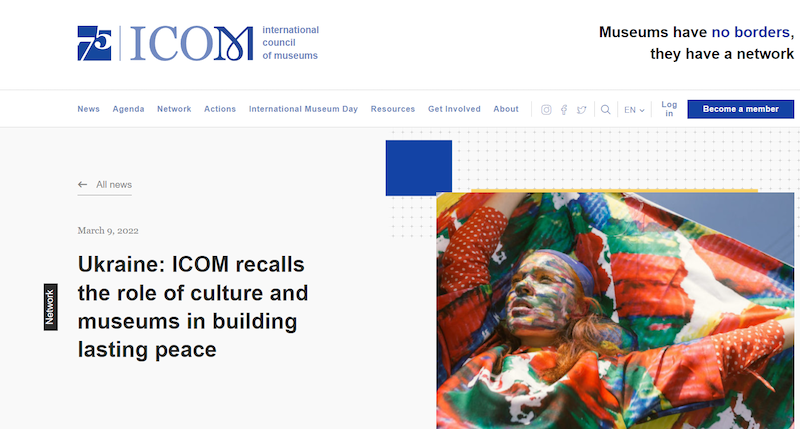 75 ICOM
international
council
of museums
Museums have no borders,
they have a network
News Agenda Network Actions International Museum Day Resources Get Involved About EN Log in Become a member
← All news
March 9, 2022
Network
Ukraine: ICOM recalls
the role of culture and
museums in building
lasting peace